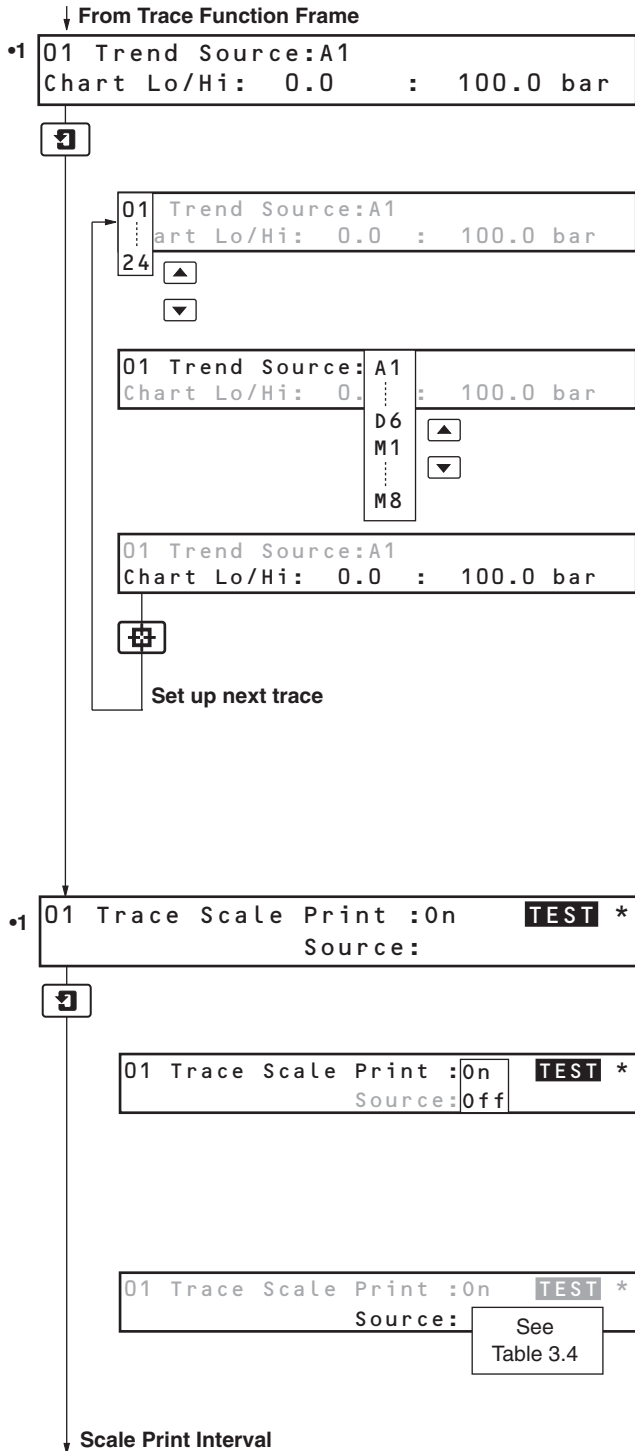 From Trace Function Frame
•1
01 Trend Source:A1
Chart Lo/Hi: 0.0 : 100.0 bar
01 Trend Source:A1
art Lo/Hi: 0.0 : 100.0 bar
24
01 Trend Source: A1
Chart Lo/Hi: 0. : 100.0 bar
D6
M1
M8
01 Trend Source:A1
Chart Lo/Hi: 0.0 : 100.0 bar
Set up next trace
•1
01 Trace Scale Print :On TEST *
Source:
01 Trace Scale Print :On TEST *
Source:Off
01 Trace Scale Print :On TEST *
Source: See
Table 3.4
Scale Print Interval